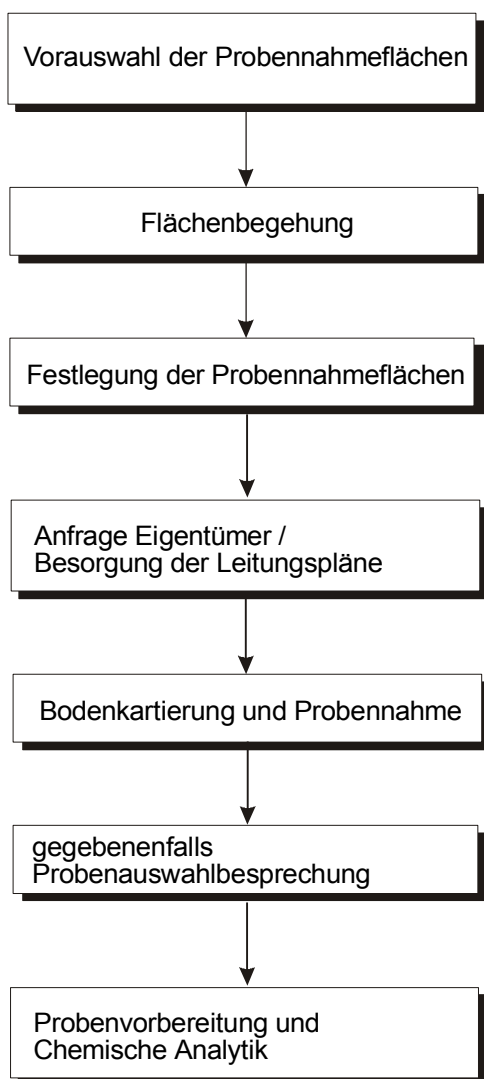 Vorauswahl der Probennahmeflächen
Flächenbegehung
Festlegung der Probennahmeflächen
Anfrage Eigentümer /
Besorgung der Leitungspläne
Bodenkartierung und Probennahme
gegebenenfalls
Probenauswahlbesprechung
Probenvorbereitung und
Chemische Analytik